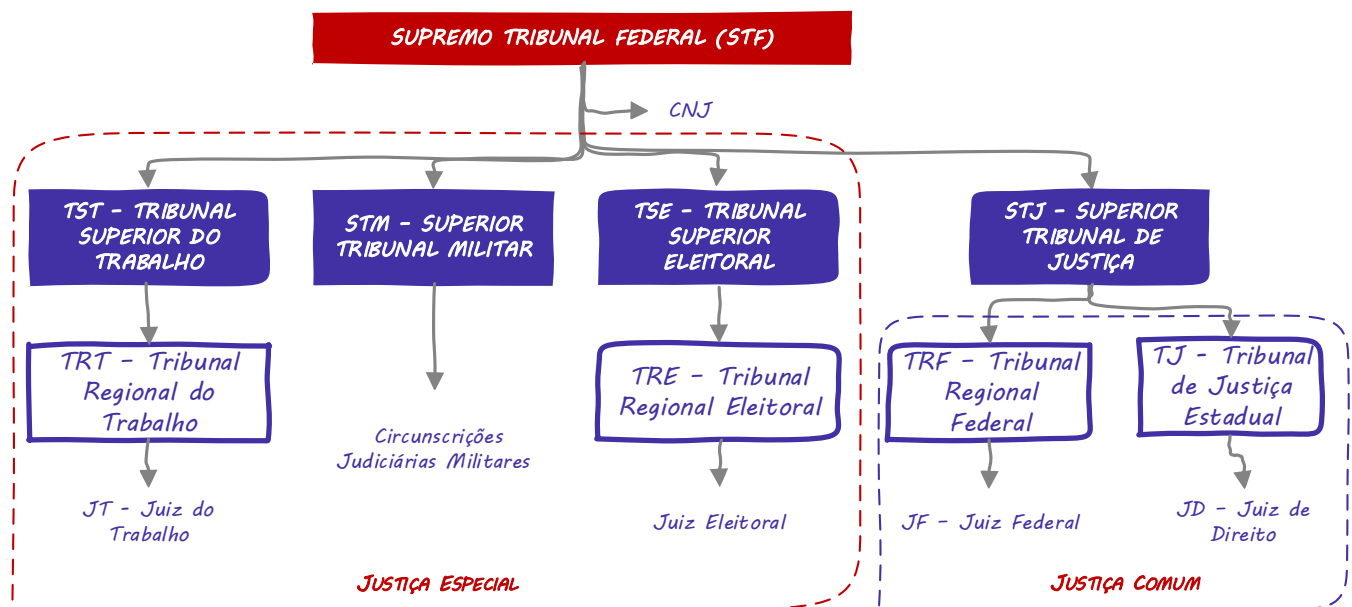 SUPREMO TRIBUNAL FEDERAL (STF)
CNJ
TST - TRIBUNAL
SUPERIOR DO
TRABALHO
STM - SUPERIOR
TRIBUNAL MILITAR
TSE - TRIBUNAL
SUPERIOR
ELEITORAL
STJ - SUPERIOR
TRIBUNAL DE
JUSTIÇA
TRT - Tribunal
Regional do
Trabalho
TRE - Tribunal
Regional Eleitoral
TRF - Tribunal
Regional
Federal
TJ - Tribunal
de Justiça
Estadual
Circunscrições
Judiciárias Militares
JT - Juiz do
Trabalho
Juiz Eleitoral
JF - Juiz Federal
JD - Juiz de
Direito
JUSTIÇA ESPECIAL
JUSTIÇA COMUM